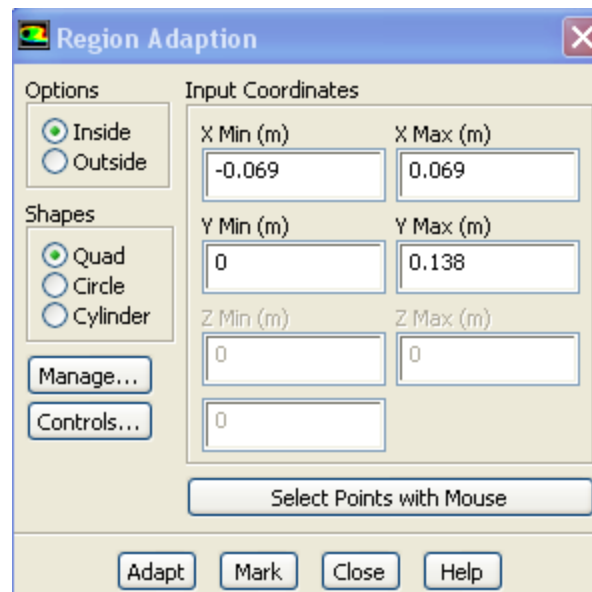 Region Adaption
Options
Inside
Outside
Shapes
Quad
Circle
Cylinder
Manage...
Controls...
Input Coordinates
X Min (m) X Max (m)
-0.069 0.069
Y Min (m) Y Max (m)
0 0.138
Z Min (m) Z Max (m)
0 0
0
Select Points with Mouse
Adapt Mark Close Help